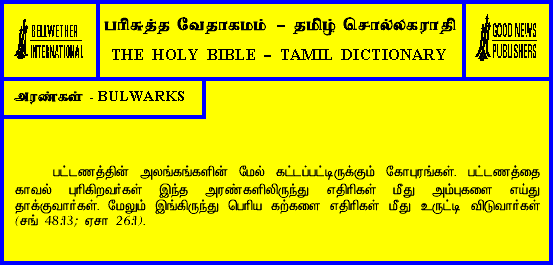 BELLWETHER
INTERNATIONAL
பரிசுத்த வேதாகமம் – தமிழ் சொல்லகராதி
THE HOLY BIBLE – TAMIL DICTIONARY
GOOD NEWS
PUBLISHERS
அரண்கள் - BULWARKS
பட்டணத்தின் அலங்கங்களின் மேல் கட்டப்பட்டிருக்கும் கோபுரங்கள். பட்டணத்தை
காவல் புரிகிறவர்கள் இந்த அரண்களிலிருந்து எதிரிகள் மீது அம்புகளை எய்து
தாக்குவார்கள். மேலும் இங்கிருந்து பெரிய கற்களை எதிரிகள் மீது உருட்டி விடுவார்கள்
(சங் 48:13; ஏசா 26:1).